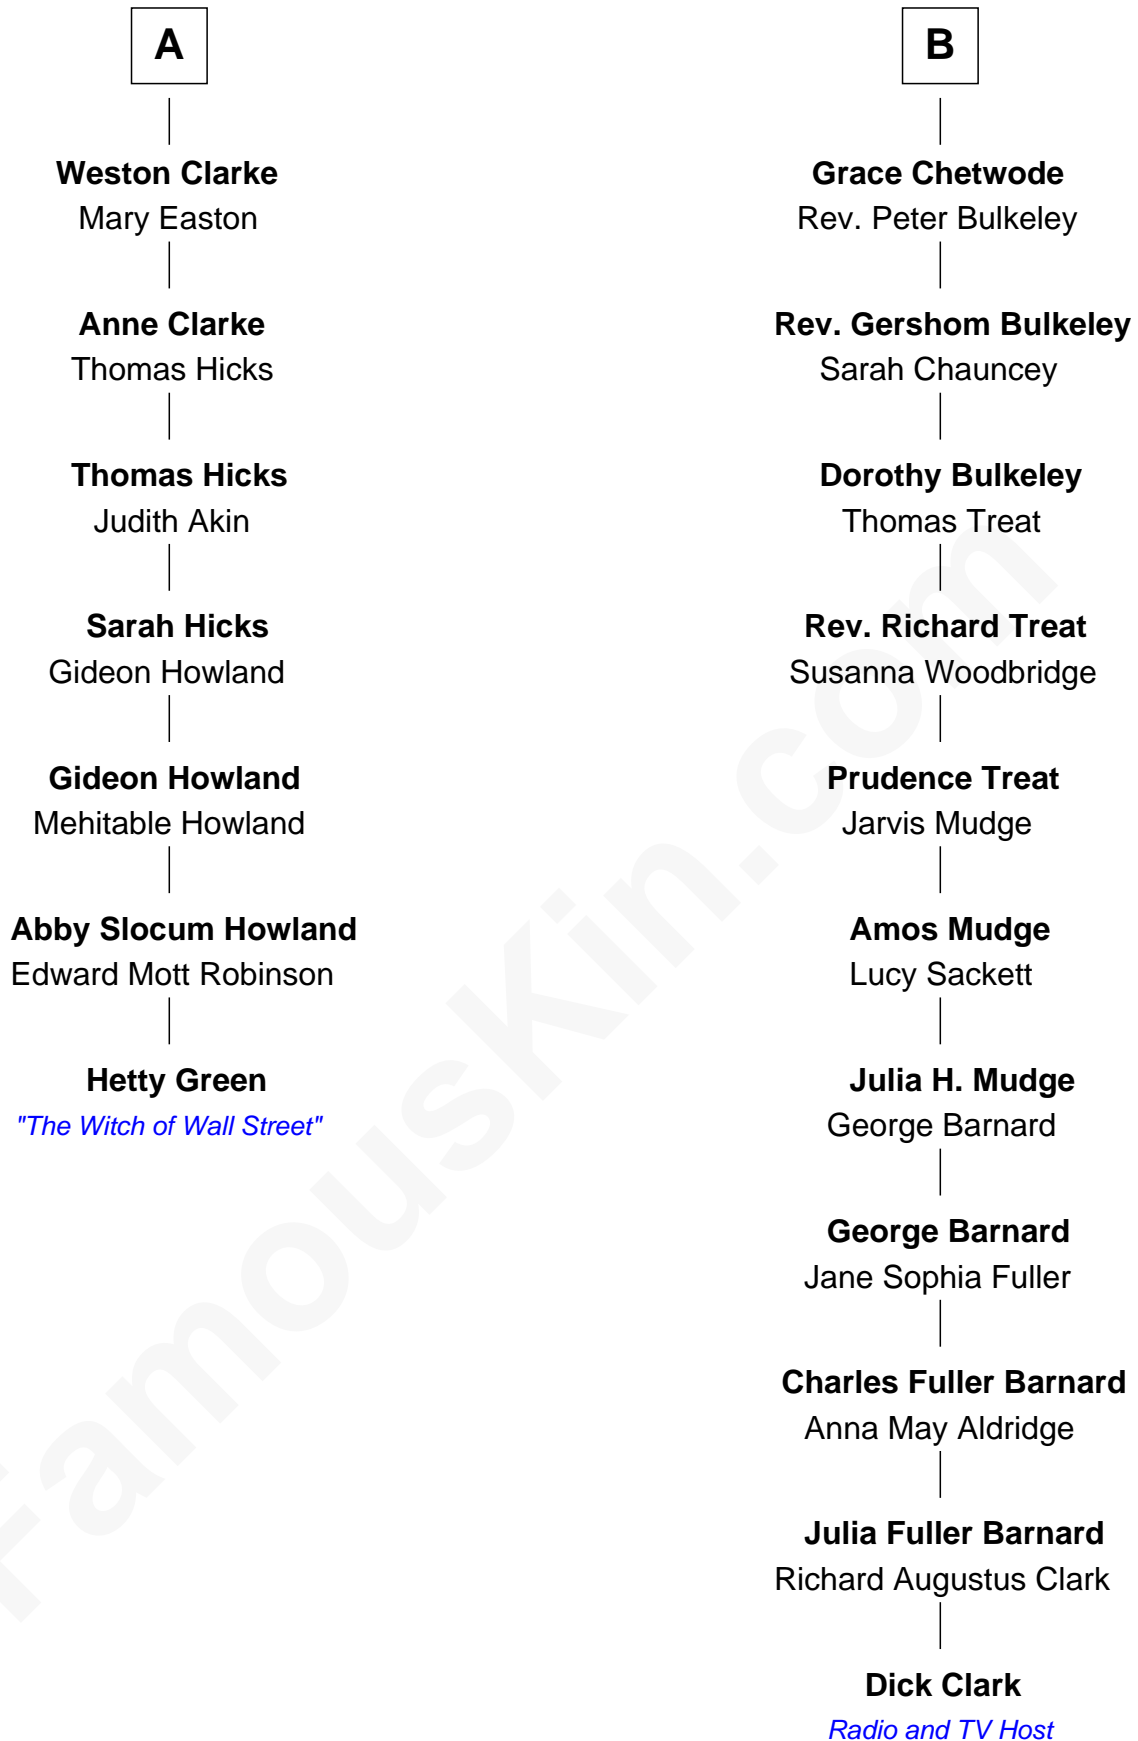 A
Weston Clarke
Mary Easton
Anne Clarke
Thomas Hicks
Thomas Hicks
Judith Akin
Sarah Hicks
Gideon Howland
Gideon Howland
Mehitable Howland
Abby Slocum Howland
Edward Mott Robinson
Hetty Green
"The Witch of Wall Street"
B
Grace Chetwode
Rev. Peter Bulkeley
Rev. Gershom Bulkeley
Sarah Chauncey
Dorothy Bulkeley
Thomas Treat
Rev. Richard Treat
Susanna Woodbridge
Prudence Treat
Jarvis Mudge
Amos Mudge
Lucy Sackett
Julia H. Mudge
George Barnard
George Barnard
Jane Sophia Fuller
Charles Fuller Barnard
Anna May Aldridge
Julia Fuller Barnard
Richard Augustus Clark
Dick Clark
Radio and TV Host
FamousKin.com